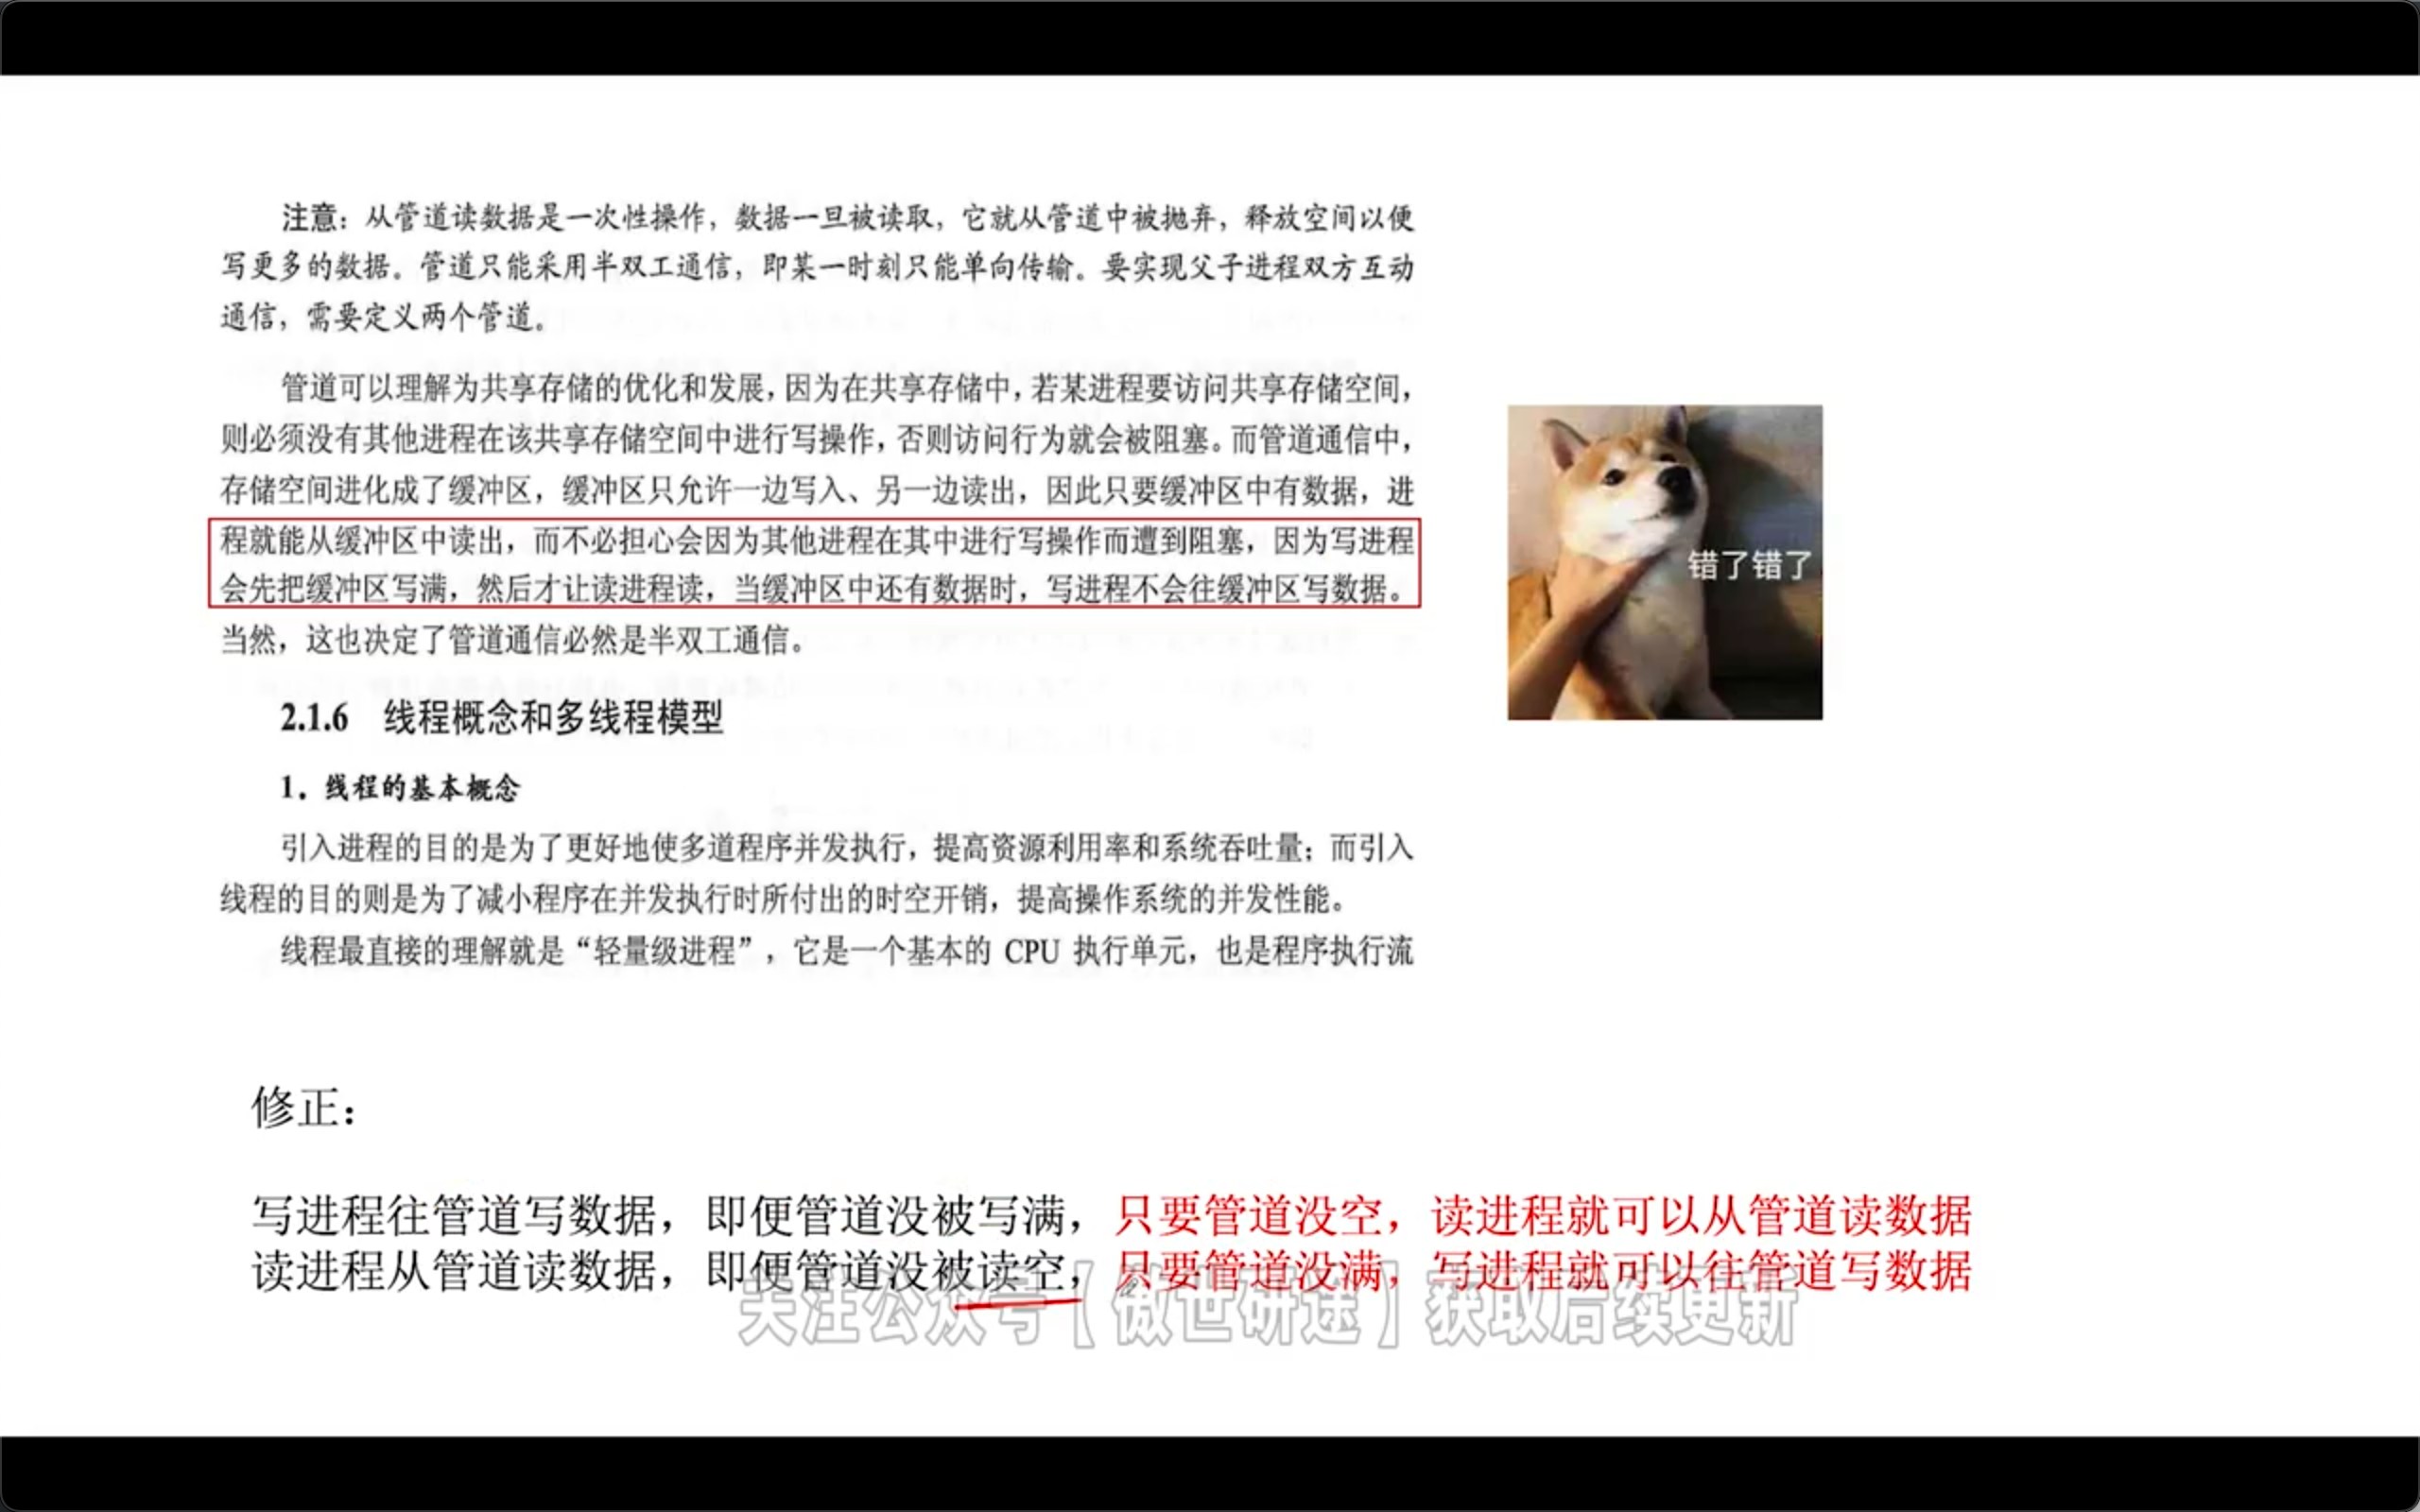 注意：从管道读数据是一次性操作，数据一旦被读取，它就从管道中被抛弃，释放空间以便
写更多的数据。管道只能采用半双工通信，即某一时刻只能单向传输。要实现父子进程双方互动
通信，需要定义两个管道。
管道可以理解为共享存储的优化和发展，因为在共享存储中，若某进程要访问共享存储空间，
则必须没有其他进程在该共享存储空间中进行写操作，否则访问行为就会被阻塞。而管道通信中，
存储空间进化成了缓冲区，缓冲区只允许一边写入、另一边读出，因此只要缓冲区中有数据，进
程就能从缓冲区中读出，而不必担心会因为其他进程在其中进行写操作而遭到阻塞，因为写进程
会先把缓冲区写满，然后才让读进程读，当缓冲区中还有数据时，写进程不会往缓冲区写数据。
当然，这也决定了管道通信必然是半双工通信。
错了错了
2.1.6 线程概念和多线程模型
1. 线程的基本概念
引入进程的目的是为了更好地使多道程序并发执行，提高资源利用率和系统吞吐量；而引入
线程的目的则是为了减小程序在并发执行时所付出的时空开销，提高操作系统的并发性能。
线程最直接的理解就是“轻量级进程”，它是一个基本的 CPU 执行单元，也是程序执行流
修正：
写进程往管道写数据，即便管道没被写满，只要管道没空，读进程就可以从管道读数据
读进程从管道读数据，即便管道没被读空，只要管道没满，写进程就可以往管道写数据
关注公众号【傲世研途】获取后续更新